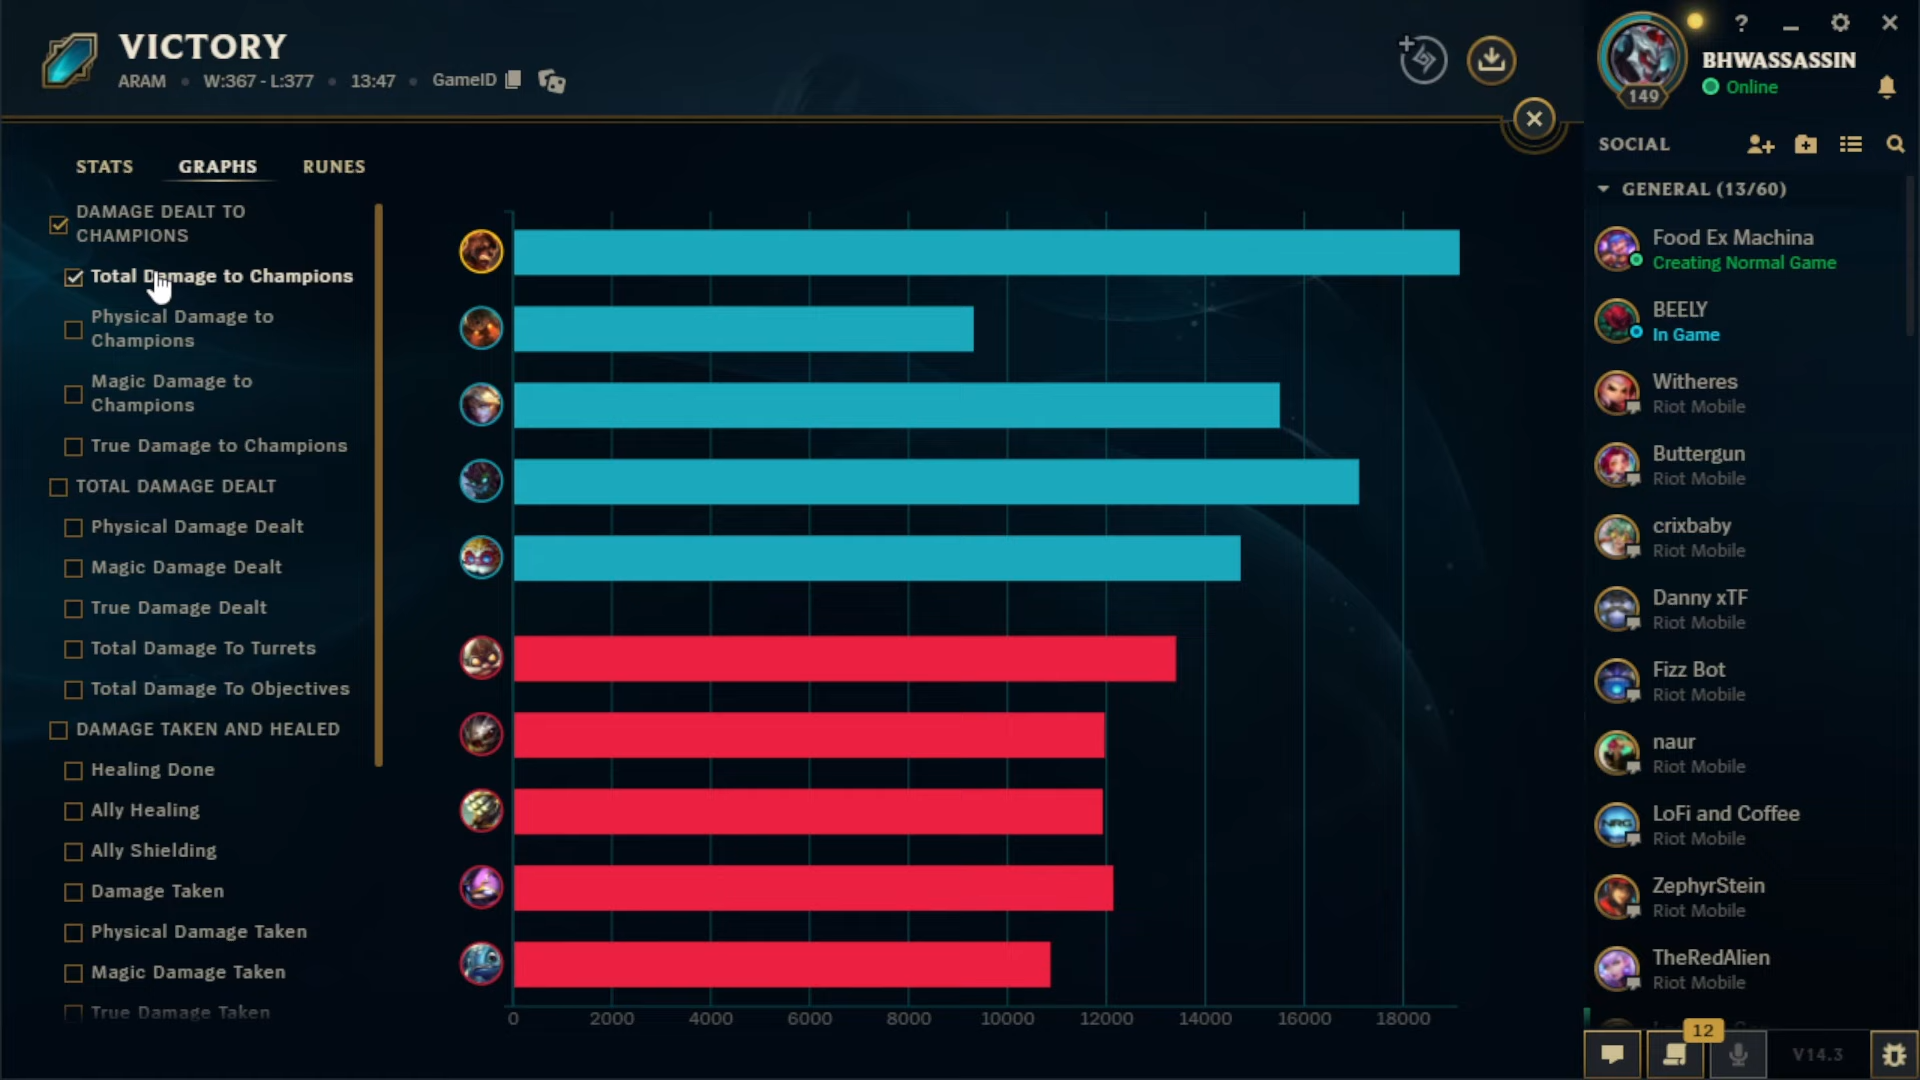 VICTORY
ARAM • W:367 - L:377 • 13:47 • GameID
STATS GRAPHS RUNES
DAMAGE DEALT TO
CHAMPIONS
Total Damage to Champions
Physical Damage to
Champions
Magic Damage to
Champions
True Damage to Champions
TOTAL DAMAGE DEALT
Physical Damage Dealt
Magic Damage Dealt
True Damage Dealt
Total Damage To Turrets
Total Damage To Objectives
DAMAGE TAKEN AND HEALED
Healing Done
Ally Healing
Ally Shielding
Damage Taken
Physical Damage Taken
Magic Damage Taken
True Damage Taken
0 2000 4000 6000 8000 10000 12000 14000 16000 18000
?
149
BHWASSASSIN
Online
SOCIAL
GENERAL (13/60)
Food Ex Machina
Creating Normal Game
BEELY
In Game
Witheres
Riot Mobile
Buttergun
Riot Mobile
crixbaby
Riot Mobile
Danny xTF
Riot Mobile
Fizz Bot
Riot Mobile
naur
Riot Mobile
NRG
LoFi and Coffee
Riot Mobile
ZephyrStein
Riot Mobile
TheRedAlien
Riot Mobile
12
V14.3